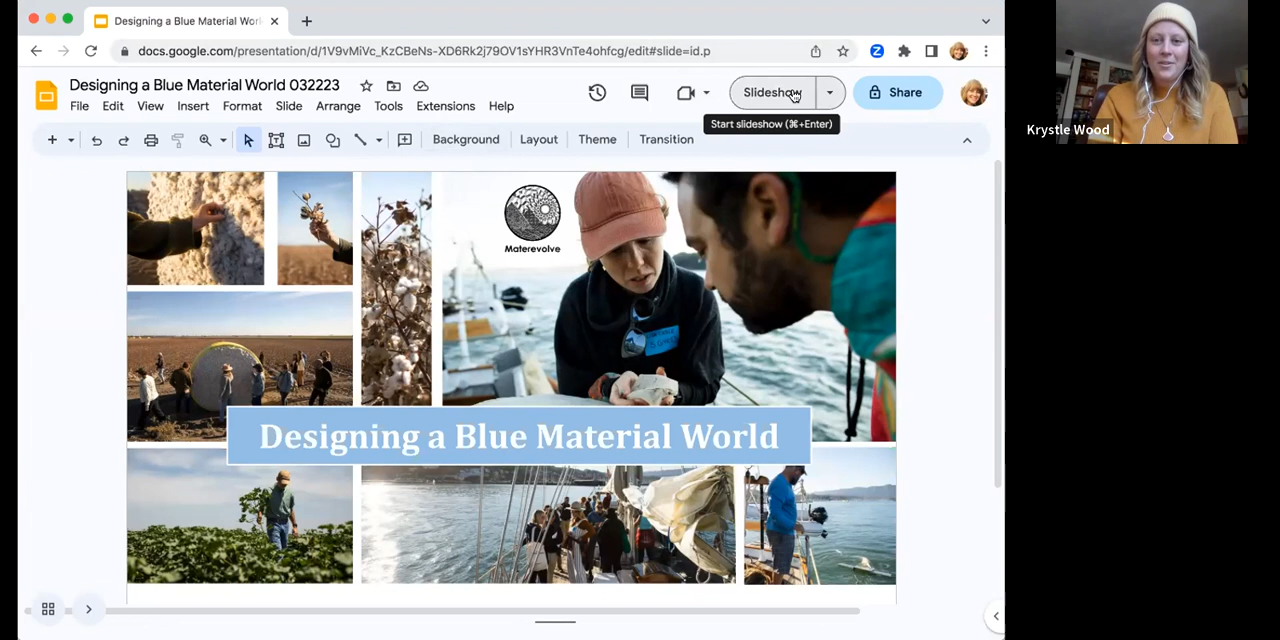 Designing a Blue Material Worl
docs.google.com/presentation/d/1V9vMiVc_KzCBeNs-XD6Rk2j79OV1sYHR3VnTe4ohfcg/edit#slide=id.p
Designing a Blue Material World 032223
File Edit View Insert Format Slide Arrange Tools Extensions Help
Slideshow
Share
Start slideshow (⌘+Enter)
Background Layout Theme Transition
Krystle Wood
Materevolve
Designing a Blue Material World